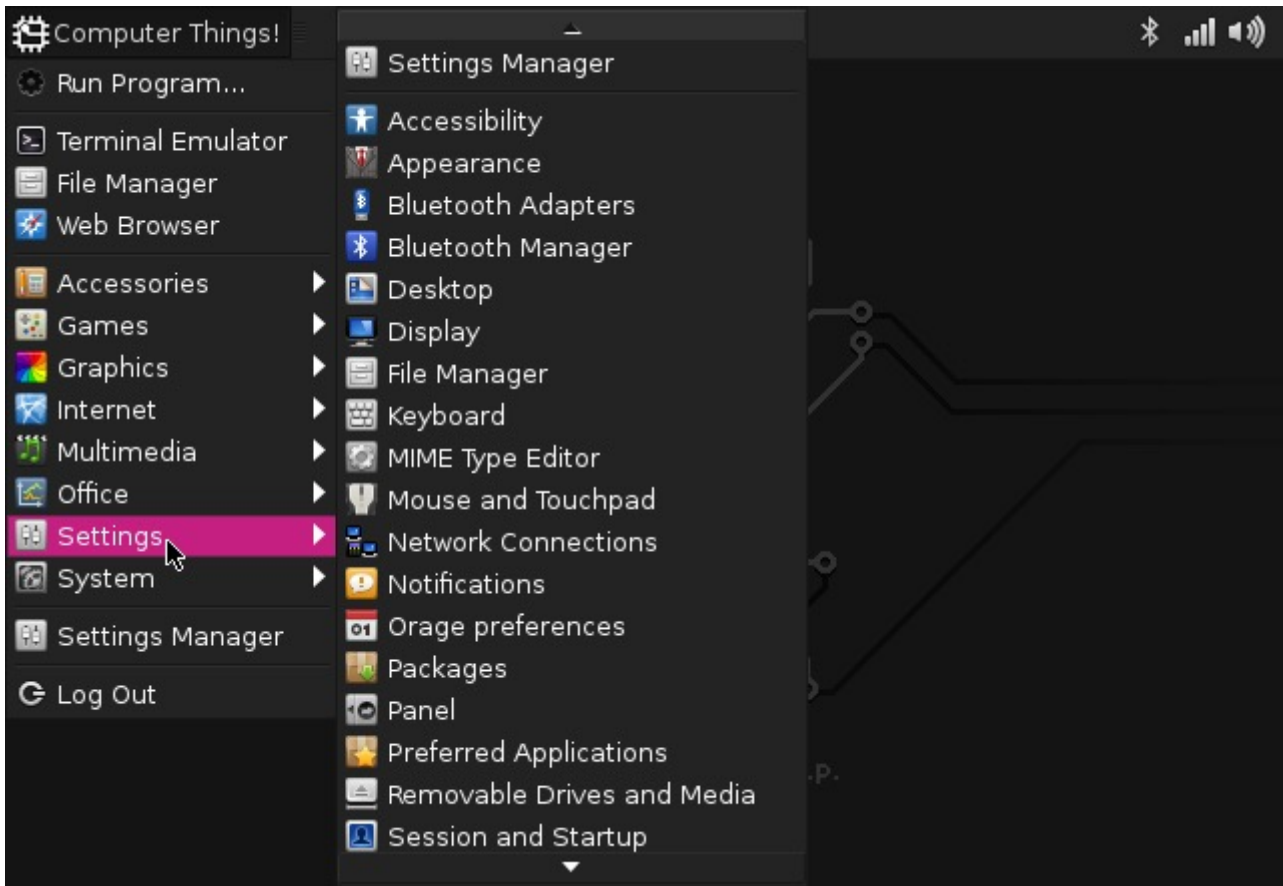 Computer Things!
Run Program...
Terminal Emulator
File Manager
Web Browser
Accessories
Games
Graphics
Internet
Multimedia
Office
Settings
System
Settings Manager
Log Out
Settings Manager
Accessibility
Appearance
Bluetooth Adapters
Bluetooth Manager
Desktop
Display
File Manager
Keyboard
MIME Type Editor
Mouse and Touchpad
Network Connections
Notifications
01
Orage preferences
Packages
Panel
Preferred Applications
Removable Drives and Media
Session and Startup
.P.